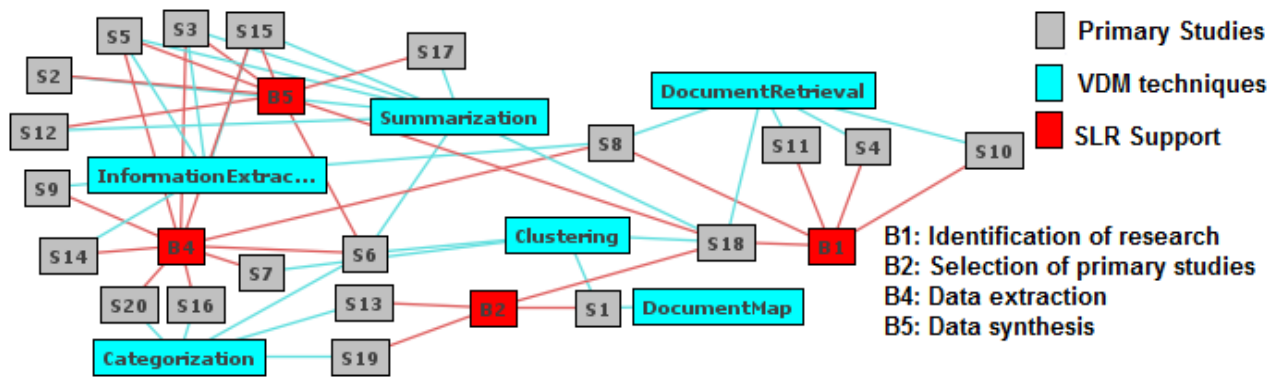 S5
S3
S15
S17
Primary Studies
S2
B5
DocumentRetrieval
VDM techniques
Summarization
S12
S8
S11
S4
S10
SLR Support
S9
InformationExtrac...
S14
B4
S7
S6
Clustering
S18
B1
B1: Identification of research
B2: Selection of primary studies
B4: Data extraction
B5: Data synthesis
S20
S16
S13
B2
S1
DocumentMap
Categorization
S19